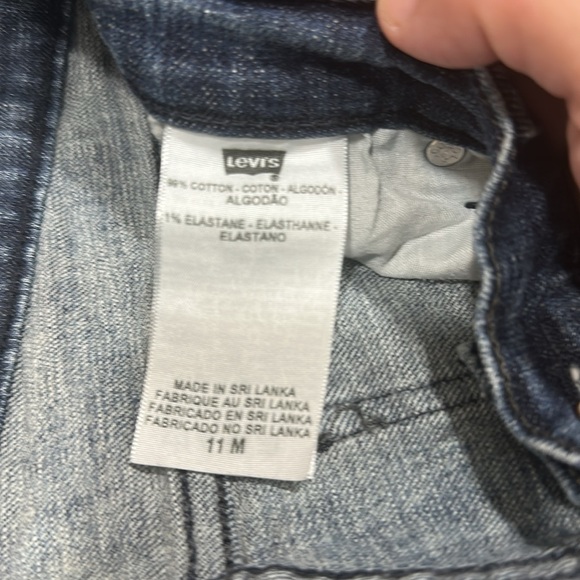 Levi's
®
99% COTTON - COTON - ALGODÓN -
ALGODÃO
1% ELASTANE - ELASTHANNE -
ELASTANO
MADE IN SRI LANKA
FABRIQUE AU SRI LANKA
FABRICADO EN SRI LANKA
FABRICADO NO SRI LANKA
11 M